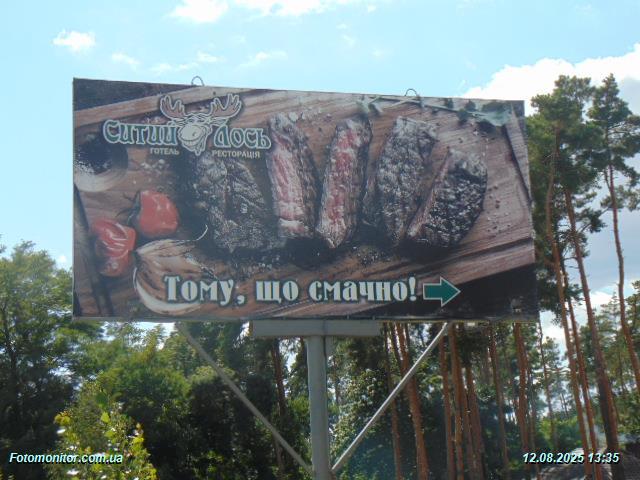 Ситий Лось
ГОТЕЛЬ РЕСТОРАЦІЯ
Тому, що смачно!
Fotomonitor.com.ua
12.08.2025 13:35